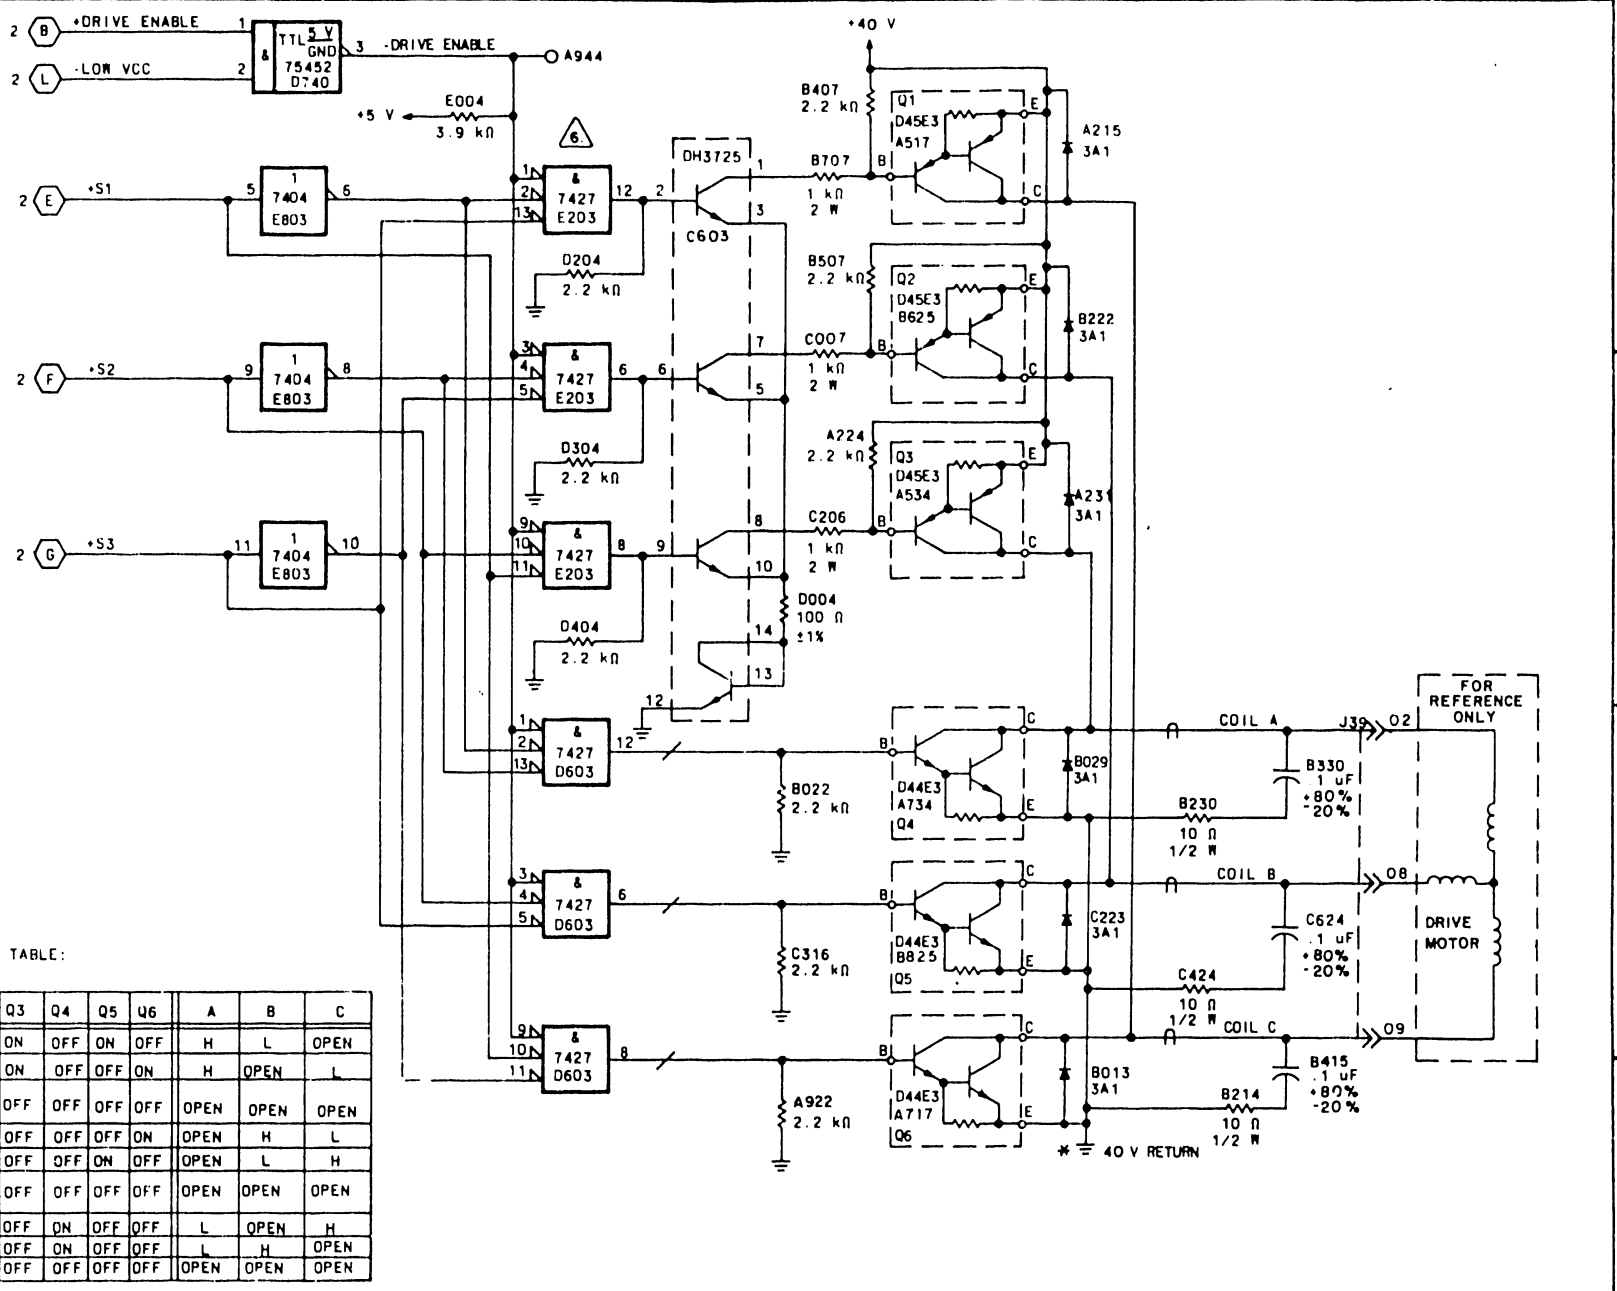 2 B +DRIVE ENABLE 1
TTL 5 V
GND
& 75452
D740
3 -DRIVE ENABLE
A944
2 L -LOW VCC 2
+5 V
E004
3.9 kΩ
6
+40 V
2 E +S1 5
1
7404
E803
6
1
2
13
&
7427
E203
12
D204
2.2 kΩ
2
DH3725
C603
1
3
B707
1 kΩ
2 W
B407
2.2 kΩ
B
Q1
D45E3
A517
E
C
A215
3A1
2 F +S2 9
1
7404
E803
8
3
4
5
&
7427
E203
6
D304
2.2 kΩ
6
7
5
C007
1 kΩ
2 W
B507
2.2 kΩ
B
Q2
D45E3
B625
E
C
B222
3A1
2 G +S3 11
1
7404
E803
10
9
10
11
&
7427
E203
8
D404
2.2 kΩ
9
8
10
C206
1 kΩ
2 W
A224
2.2 kΩ
B
Q3
D45E3
A534
E
C
A231
3A1
D004
100 Ω
±1%
14
13
12
1
2
13
&
7427
D603
12
B022
2.2 kΩ
B
D44E3
A734
Q4
C
E
B029
3A1
COIL A
B230
10 Ω
1/2 W
B330
.1 uF
+80%
-20%
J39
02
FOR
REFERENCE
ONLY
3
4
5
&
7427
D603
6
C316
2.2 kΩ
B
D44E3
B825
Q5
C
E
C223
3A1
COIL B
C424
10 Ω
1/2 W
C624
.1 uF
+80%
-20%
08
DRIVE
MOTOR
9
10
11
&
7427
D603
8
A922
2.2 kΩ
B
D44E3
A717
Q6
C
E
B013
3A1
COIL C
B214
10 Ω
1/2 W
B415
.1 uF
+80%
-20%
09
* 40 V RETURN
TABLE:
Q3 Q4 Q5 Q6 A B C
ON OFF ON OFF H L OPEN
ON OFF OFF ON H OPEN L
OFF OFF OFF OFF OPEN OPEN OPEN
OFF OFF OFF ON OPEN H L
OFF OFF ON OFF OPEN L H
OFF OFF OFF OFF OPEN OPEN OPEN
OFF ON OFF OFF L OPEN H
OFF ON OFF OFF L H OPEN
OFF OFF OFF OFF OPEN OPEN OPEN